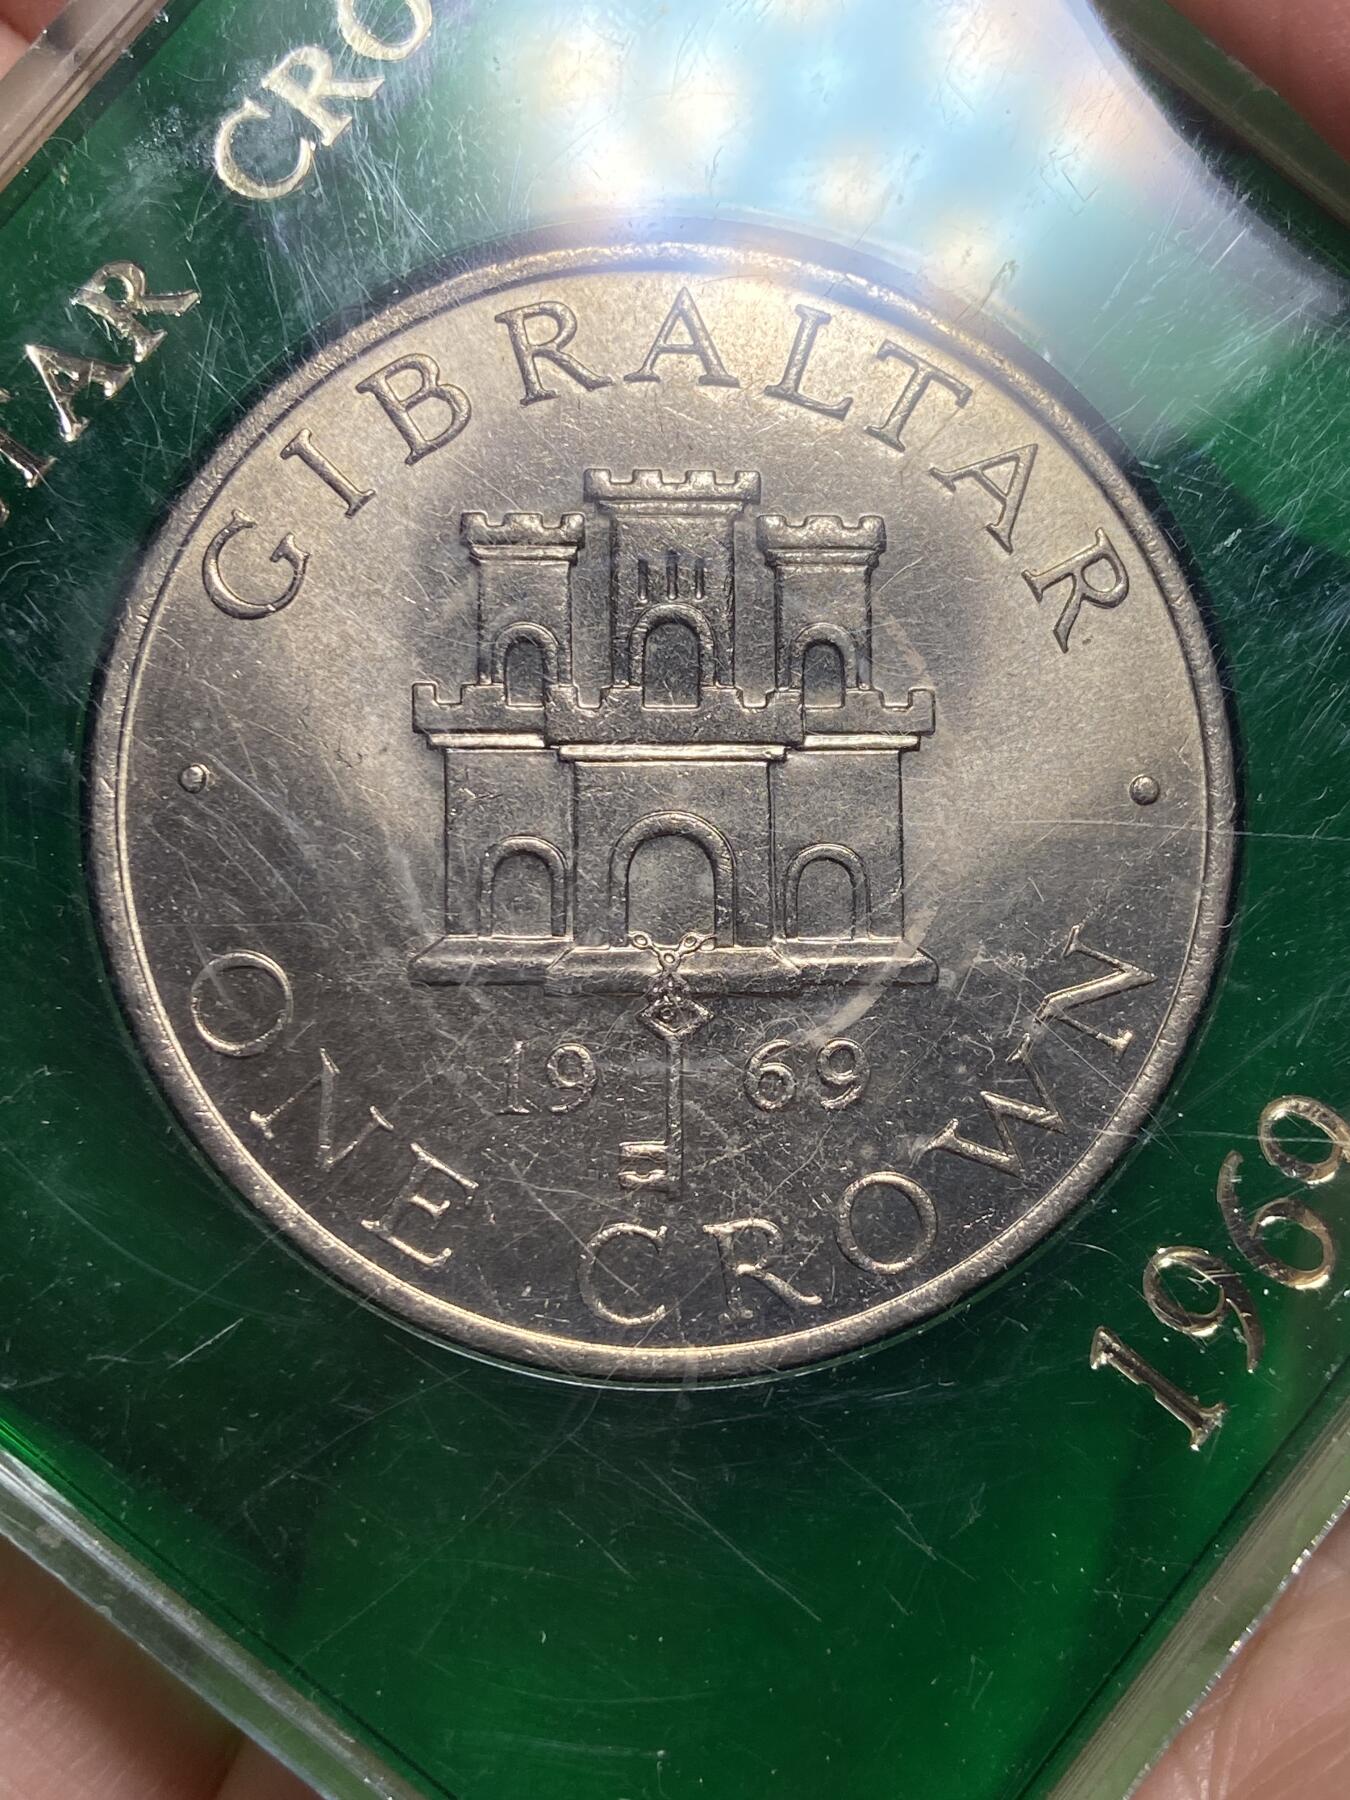 TAR CRO
GIBRALTAR
19 69
ONE CROWN
1969